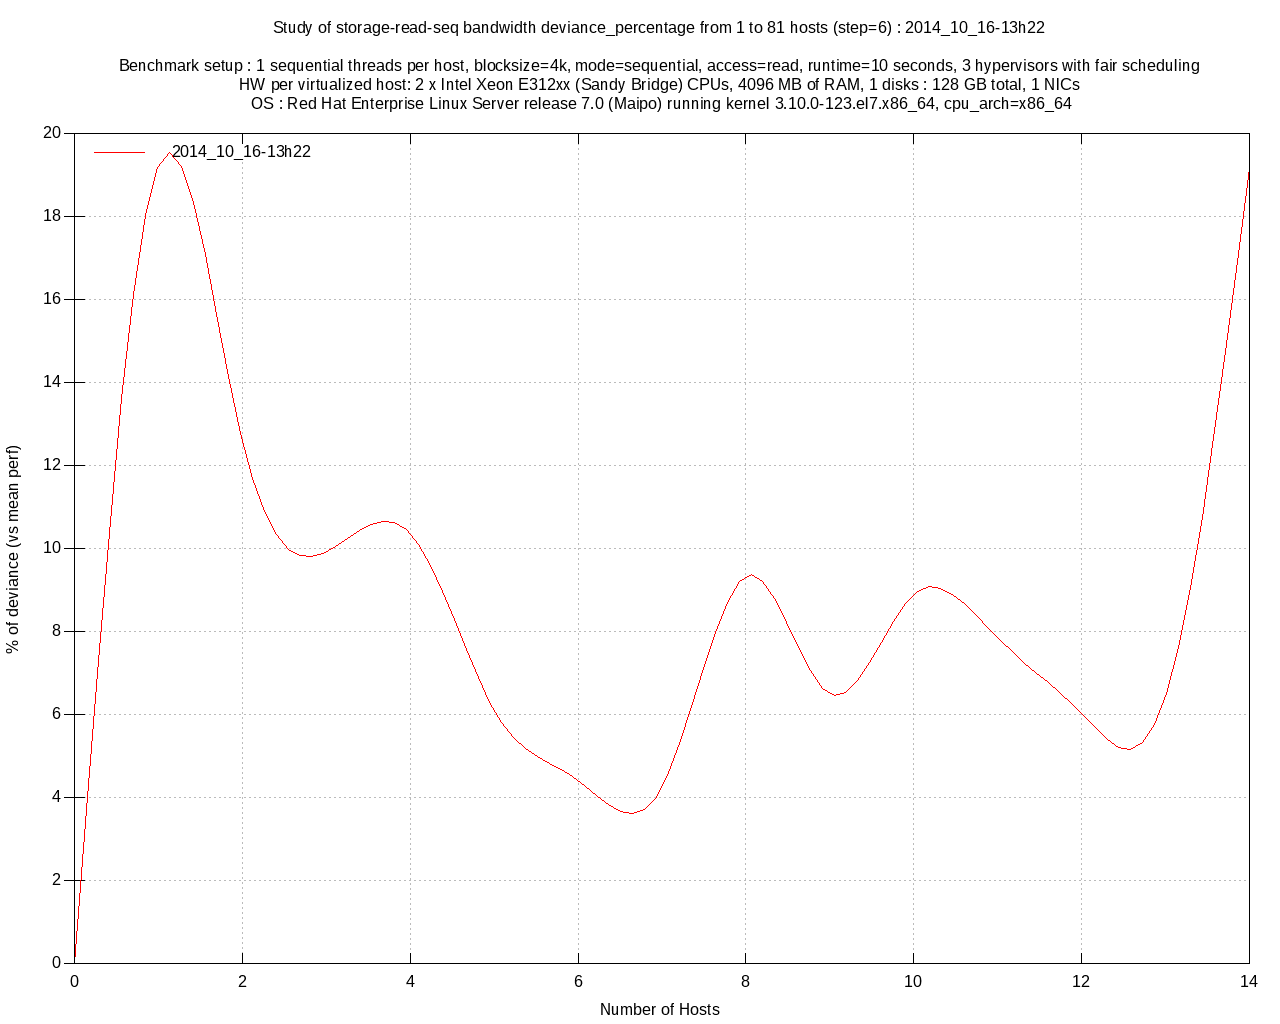 Study of storage-read-seq bandwidth deviance_percentage from 1 to 81 hosts (step=6) : 2014_10_16-13h22
Benchmark setup : 1 sequential threads per host, blocksize=4k, mode=sequential, access=read, runtime=10 seconds, 3 hypervisors with fair scheduling
HW per virtualized host: 2 x Intel Xeon E312xx (Sandy Bridge) CPUs, 4096 MB of RAM, 1 disks : 128 GB total, 1 NICs
OS : Red Hat Enterprise Linux Server release 7.0 (Maipo) running kernel 3.10.0-123.el7.x86_64, cpu_arch=x86_64
2014_10_16-13h22
% of deviance (vs mean perf)
20
18
16
14
12
10
8
6
4
2
0
0 2 4 6 8 10 12 14
Number of Hosts